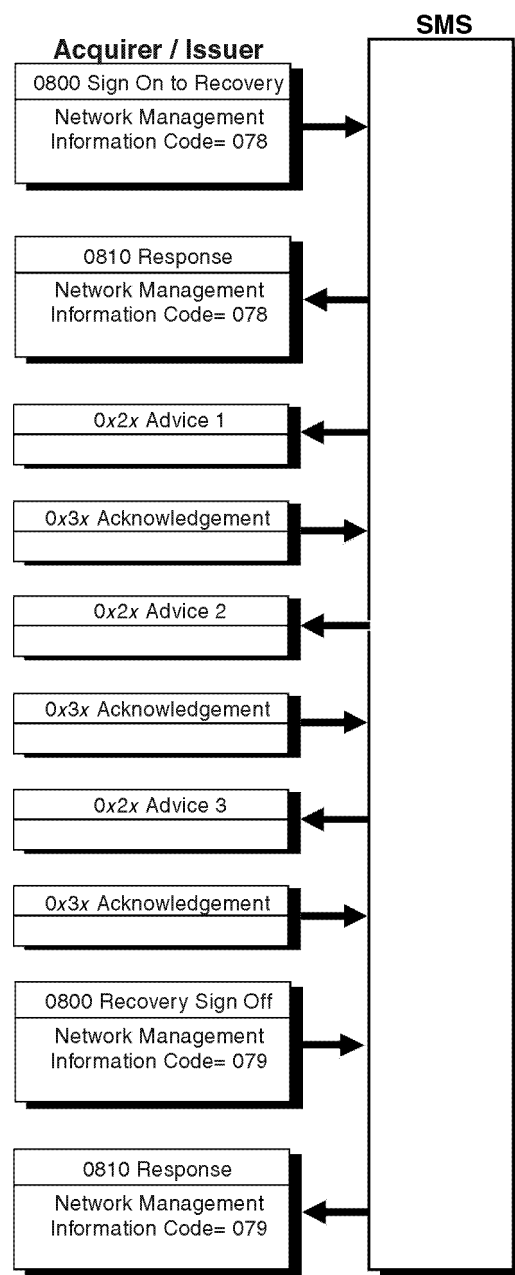 SMS
Acquirer / Issuer
0800 Sign On to Recovery
Network Management
Information Code= 078
0810 Response
Network Management
Information Code= 078
0x2x Advice 1
0x3x Acknowledgement
0x2x Advice 2
0x3x Acknowledgement
0x2x Advice 3
0x3x Acknowledgement
0800 Recovery Sign Off
Network Management
Information Code= 079
0810 Response
Network Management
Information Code= 079